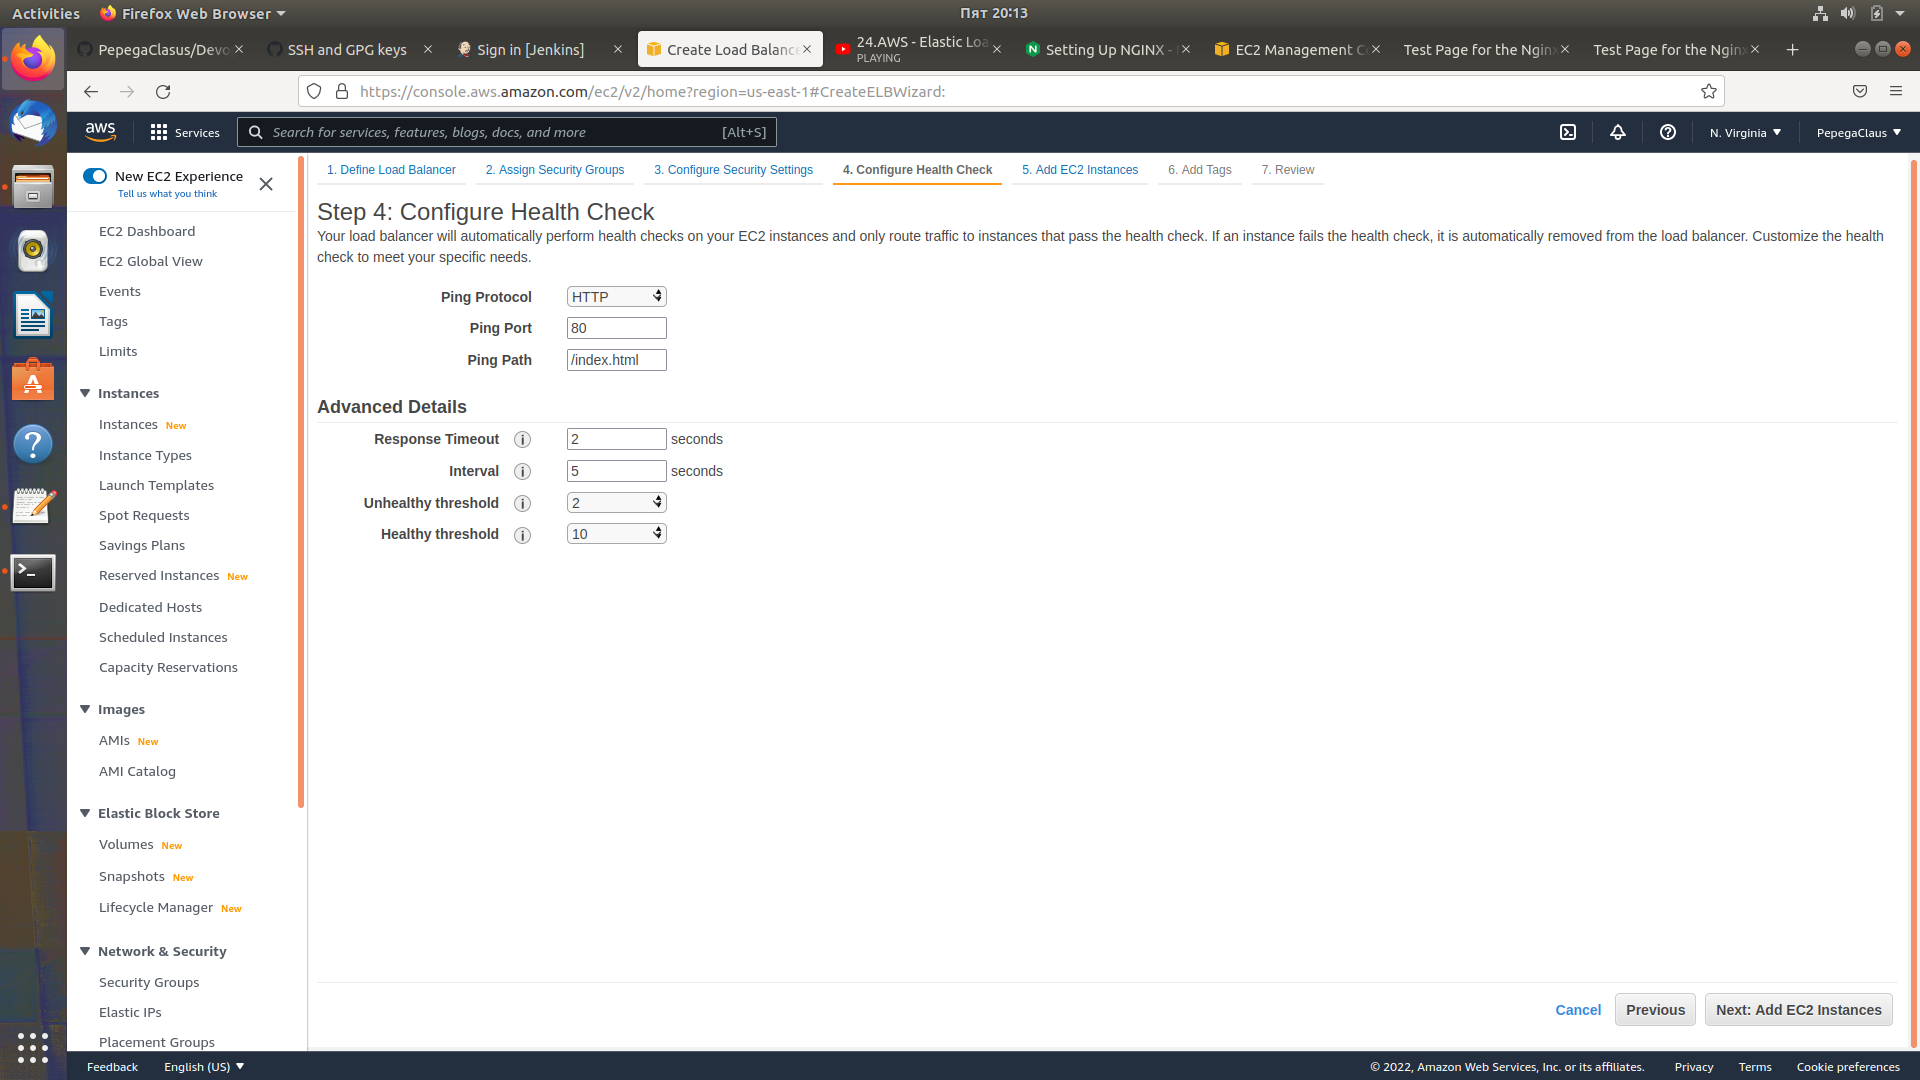 Activities
Firefox Web Browser
Пят 20:13
PepegaClasus/Devo
SSH and GPG keys
Sign in [Jenkins]
Create Load Balance
24.AWS - Elastic Loa
PLAYING
Setting Up NGINX -
EC2 Management Co
Test Page for the Nginx
Test Page for the Nginx
https://console.aws.amazon.com/ec2/v2/home?region=us-east-1#CreateELBWizard:
aws
Services
Search for services, features, blogs, docs, and more
[Alt+S]
N. Virginia
PepegaClaus
New EC2 Experience
Tell us what you think
EC2 Dashboard
EC2 Global View
Events
Tags
Limits
Instances
Instances New
Instance Types
Launch Templates
Spot Requests
Savings Plans
Reserved Instances New
Dedicated Hosts
Scheduled Instances
Capacity Reservations
Images
AMIs New
AMI Catalog
Elastic Block Store
Volumes New
Snapshots New
Lifecycle Manager New
Network & Security
Security Groups
Elastic IPs
Placement Groups
1. Define Load Balancer
2. Assign Security Groups
3. Configure Security Settings
4. Configure Health Check
5. Add EC2 Instances
6. Add Tags
7. Review
Step 4: Configure Health Check
Your load balancer will automatically perform health checks on your EC2 instances and only route traffic to instances that pass the health check. If an instance fails the health check, it is automatically removed from the load balancer. Customize the health
check to meet your specific needs.
Ping Protocol HTTP
Ping Port 80
Ping Path /index.html
Advanced Details
Response Timeout i 2 seconds
Interval i 5 seconds
Unhealthy threshold i 2
Healthy threshold i 10
Cancel
Previous
Next: Add EC2 Instances
Feedback
English (US)
© 2022, Amazon Web Services, Inc. or its affiliates.
Privacy
Terms
Cookie preferences